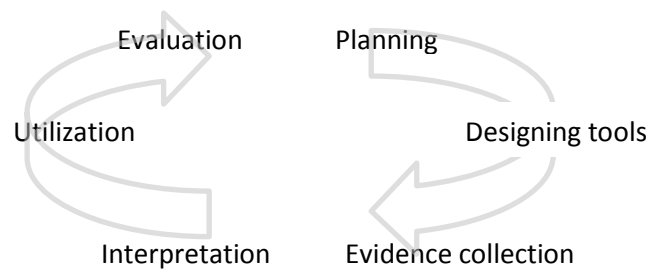 Evaluation Planning
Utilization Designing tools
Interpretation Evidence collection